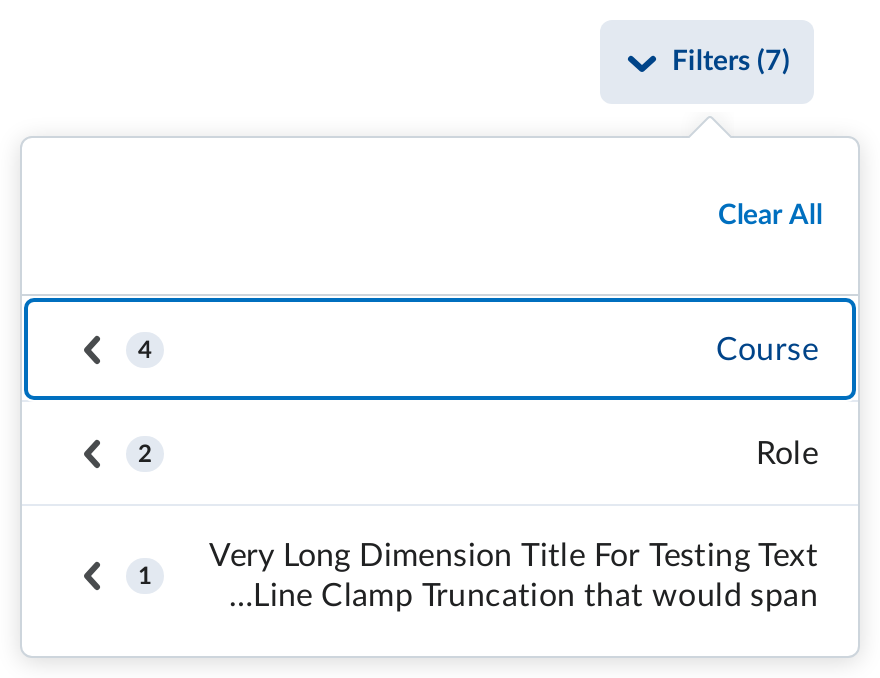 Filters (7)
Clear All
Course 4
Role 2
Very Long Dimension Title For Testing Text
...Line Clamp Truncation that would span
1